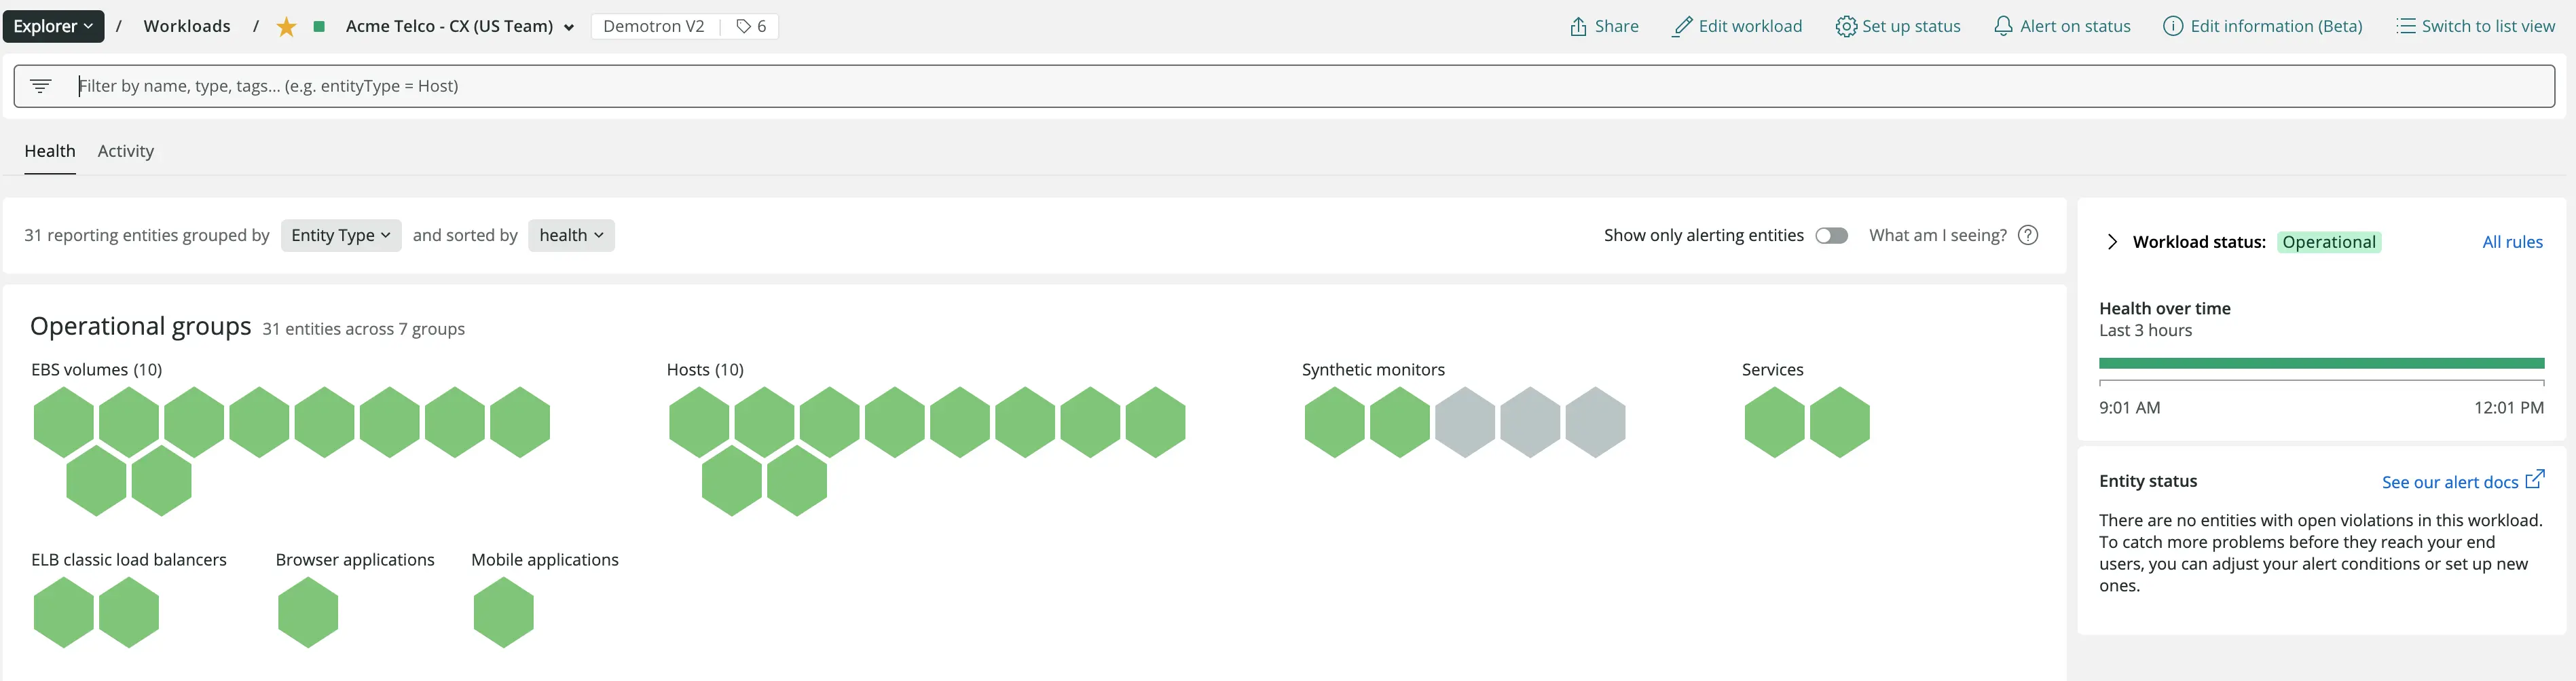 Explorer / Workloads / Acme Telco - CX (US Team) Demotron V2 6 Share Edit workload Set up status Alert on status Edit information (Beta) Switch to list view
Filter by name, type, tags... (e.g. entityType = Host)
Health Activity
31 reporting entities grouped by Entity Type and sorted by health Show only alerting entities What am I seeing? ?
Operational groups 31 entities across 7 groups
EBS volumes (10) Hosts (10) Synthetic monitors Services
ELB classic load balancers Browser applications Mobile applications
Workload status: Operational All rules
Health over time
Last 3 hours
9:01 AM 12:01 PM
Entity status See our alert docs
There are no entities with open violations in this workload.
To catch more problems before they reach your end
users, you can adjust your alert conditions or set up new
ones.